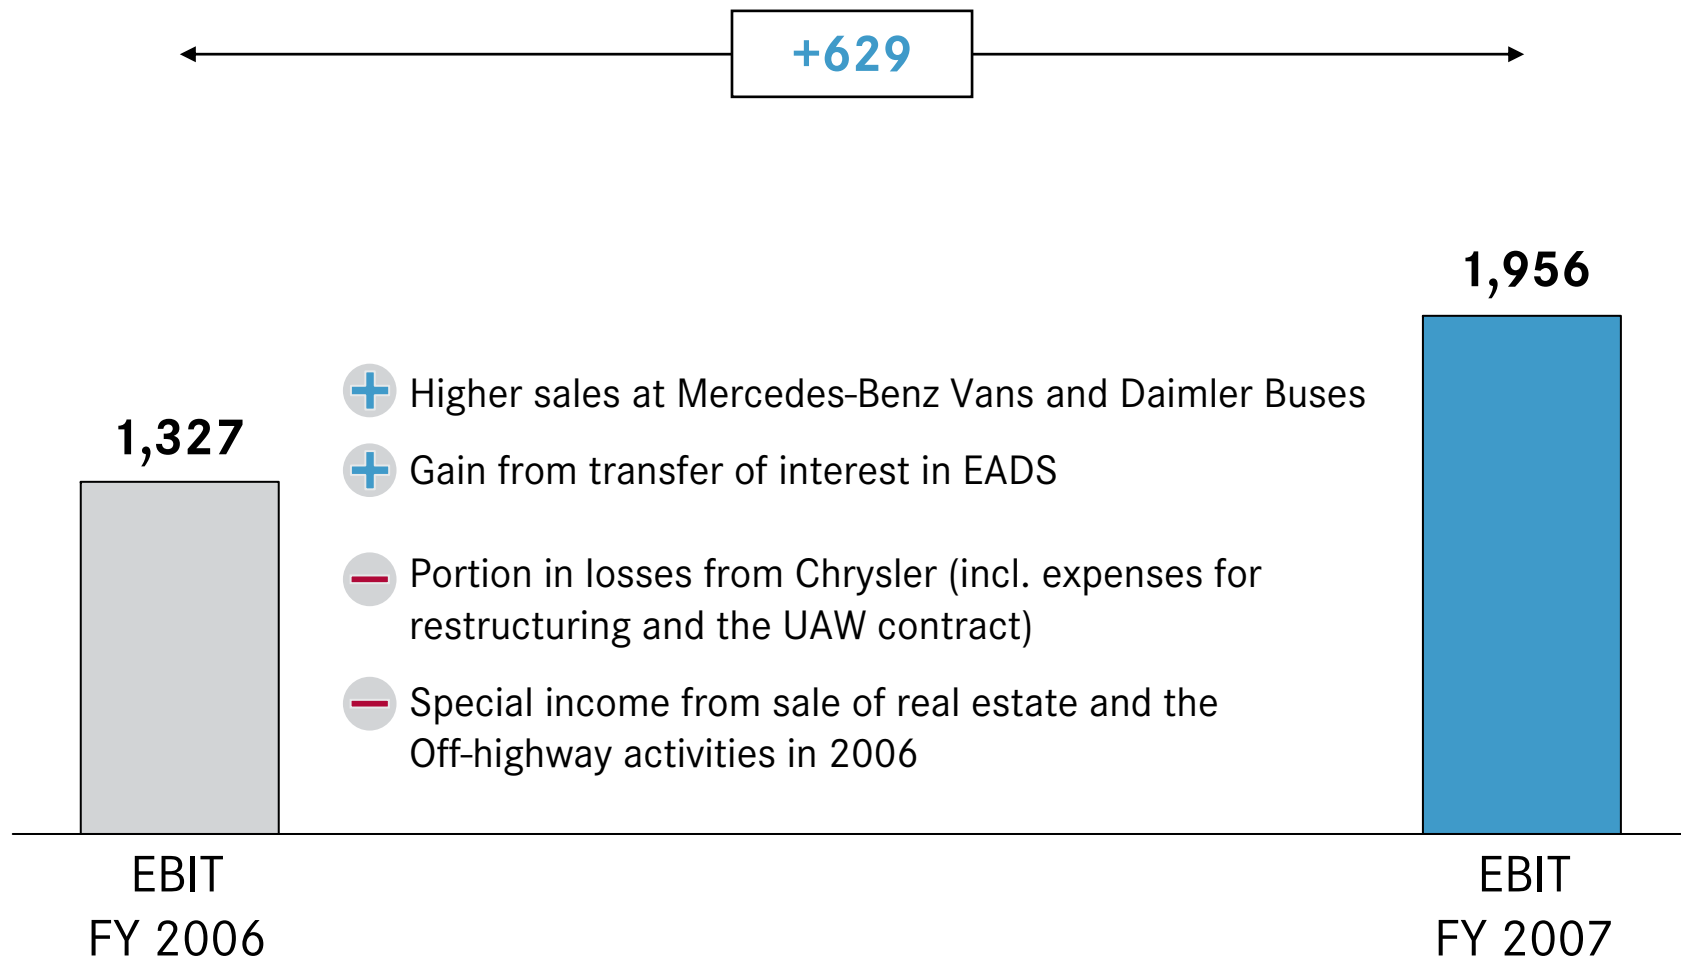 +629
1,956
1,327
+ Higher sales at Mercedes-Benz Vans and Daimler Buses
+ Gain from transfer of interest in EADS
– Portion in losses from Chrysler (incl. expenses for
restructuring and the UAW contract)
– Special income from sale of real estate and the
Off-highway activities in 2006
EBIT
FY 2006
EBIT
FY 2007